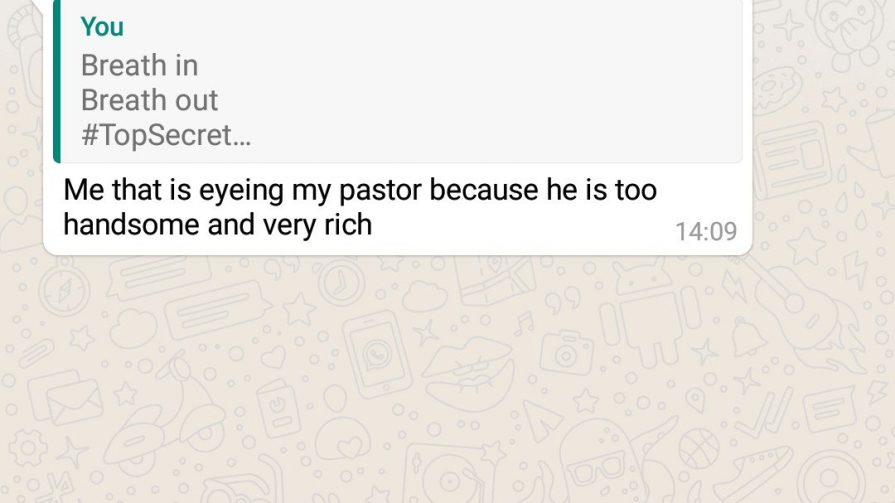 You
Breath in
Breath out
#TopSecret...
Me that is eyeing my pastor because he is too
handsome and very rich
14:09